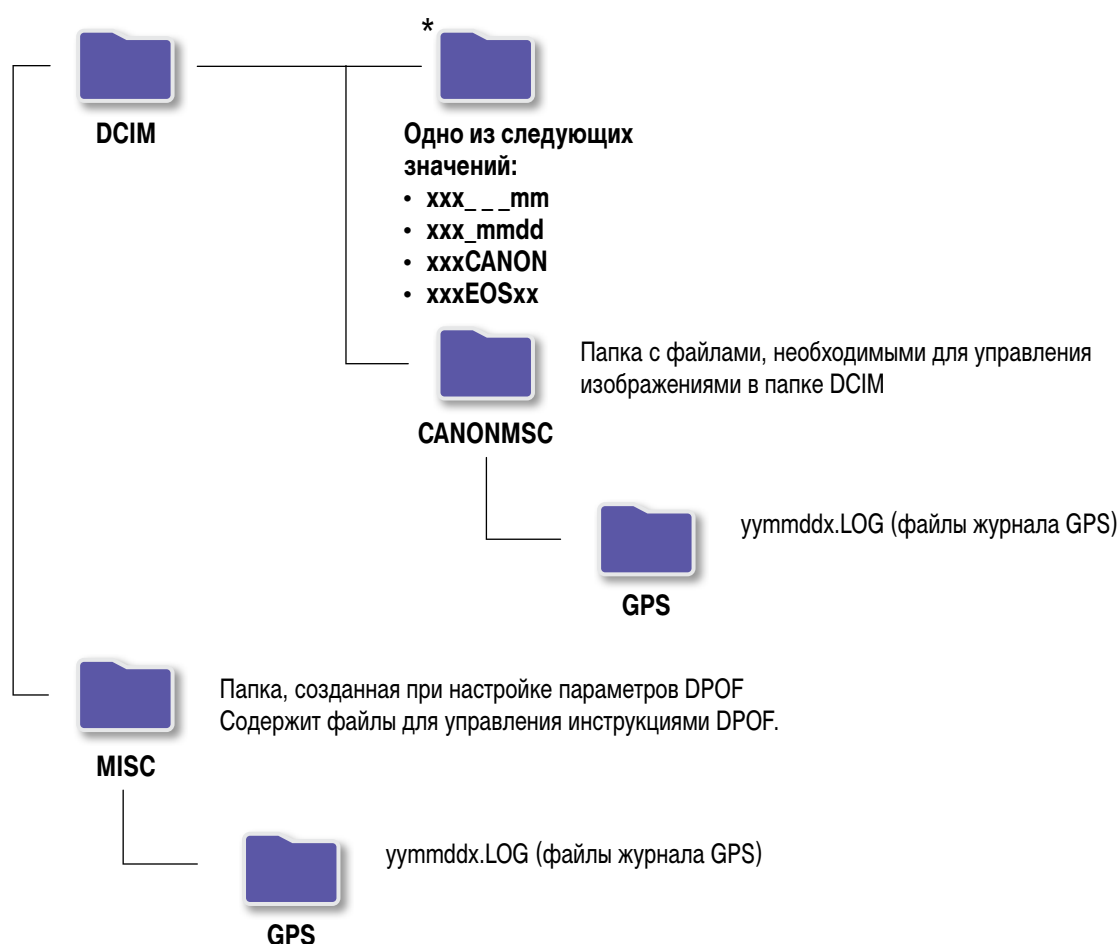 *
DCIM
Одно из следующих
значений:
• xxx_ _ _mm
• xxx_mmdd
• xxxCANON
• xxxEOSxx
Папка с файлами, необходимыми для управления
изображениями в папке DCIM
CANONMSC
yymmddx.LOG (файлы журнала GPS)
GPS
Папка, созданная при настройке параметров DPOF
Содержит файлы для управления инструкциями DPOF.
MISC
yymmddx.LOG (файлы журнала GPS)
GPS